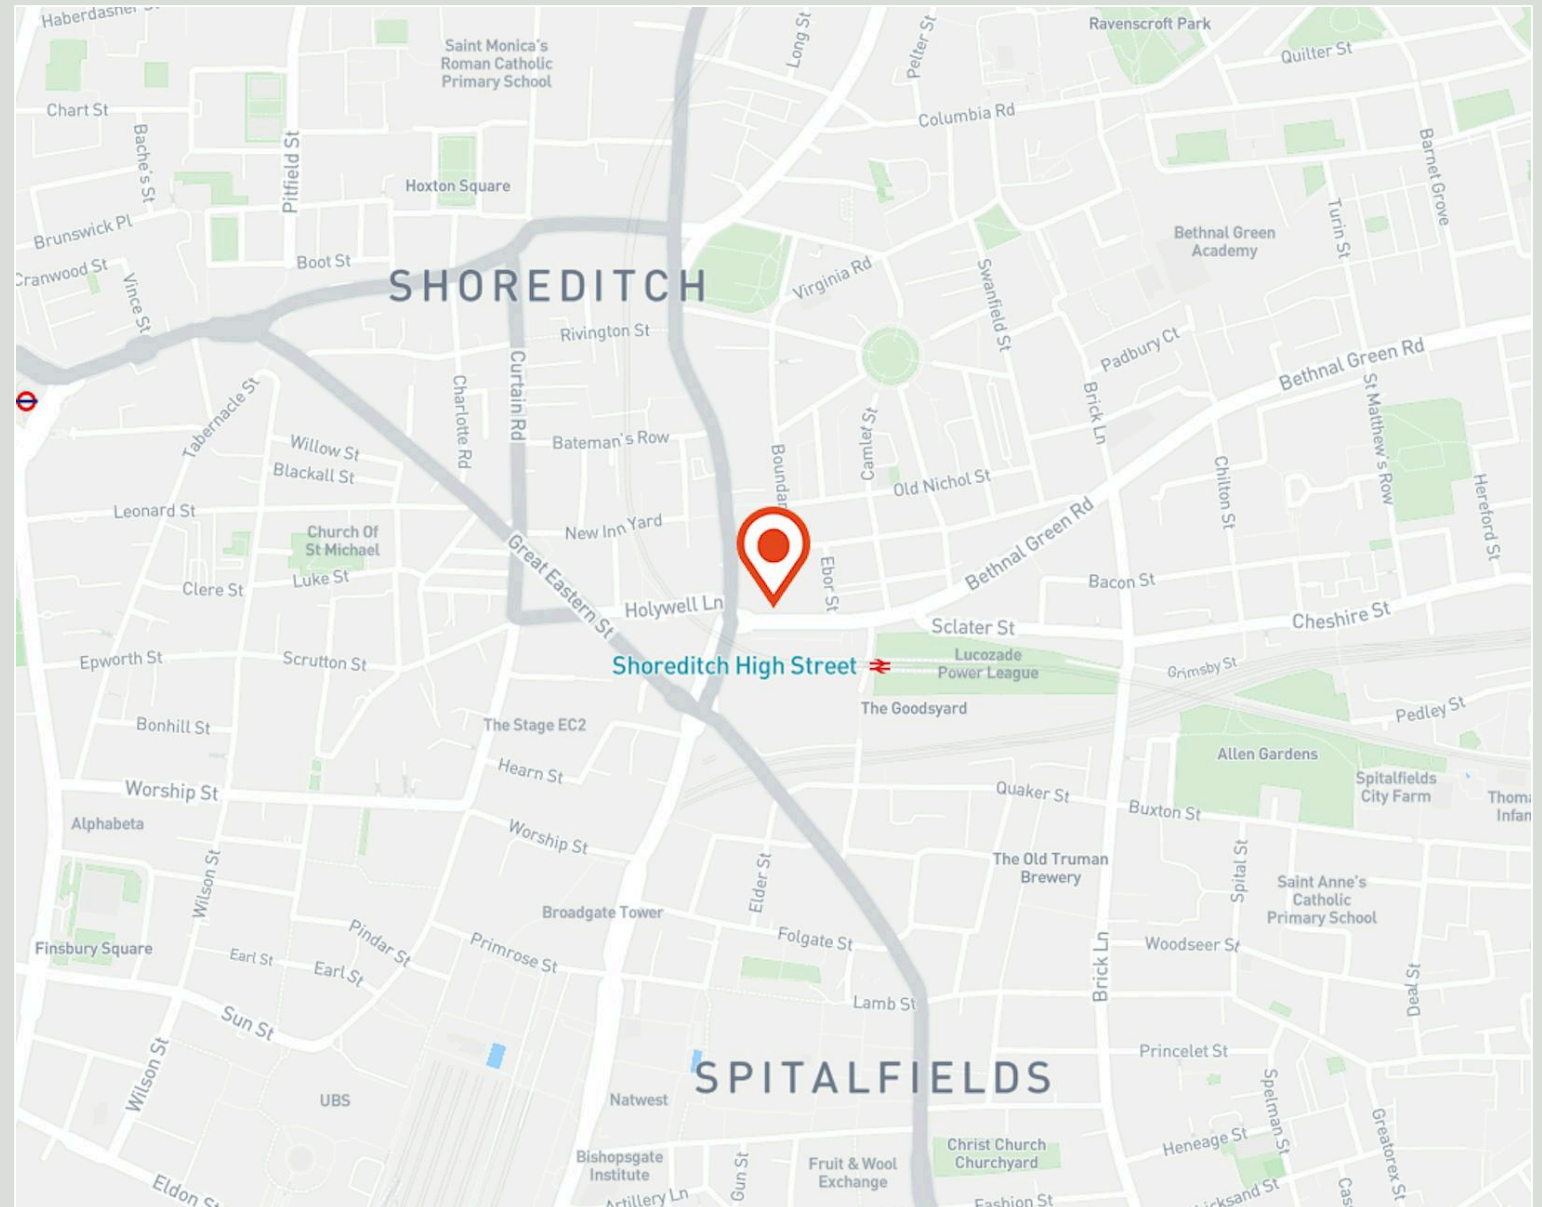 Haberdasher St
Saint Monica's
Roman Catholic
Primary School
Long St
Pelter St
Ravenscroft Park
Quilter St
Chart St
Bache's St
Pitfield St
Columbia Rd
Barnet Grove
Hoxton Square
Brunswick Pl
Turin St
Bethnal Green
Academy
Cranwood St
Vince St
Boot St
SHOREDITCH
Virginia Rd
Swanfield St
Rivington St
Padbury Ct
Bethnal Green Rd
Tabernacle St
Charlotte Rd
Curtain Rd
Brick Ln
St Matthew's Row
Willow St
Blackall St
Bateman's Row
Boundar
Camlet St
Old Nichol St
Chilton St
Hereford St
Leonard St
Church Of
St Michael
New Inn Yard
Great Eastern St
Bethnal Green Rd
Clere St
Luke St
Holywell Ln
Ebor St
Bacon St
Cheshire St
Sclater St
Epworth St
Scrutton St
Shoreditch High Street
Lucozade
Power League
Grimsby St
The Goodsyard
Pedley St
Bonhill St
The Stage EC2
Allen Gardens
Hearn St
Worship St
Quaker St
Buxton St
Spitalfields
City Farm
Thoma
Infan
Alphabeta
Worship St
Wilson St
Elder St
The Old Truman
Brewery
Spital St
Saint Anne's
Catholic
Primary School
Broadgate Tower
Finsbury Square
Pindar St
Primrose St
Folgate St
Woodseer St
Earl St
Earl St
Brick Ln
Deal St
Sun St
Lamb St
Wilson St
SPITALFIELDS
Princelet St
Spelman St
UBS
Natwest
Greatorex St
Heneage St
Bishopsgate
Institute
Gun St
Fruit & Wool
Exchange
Christ Church
Churchyard
Eldon St
Artillery Ln
Fashion St
icksand St
Cas